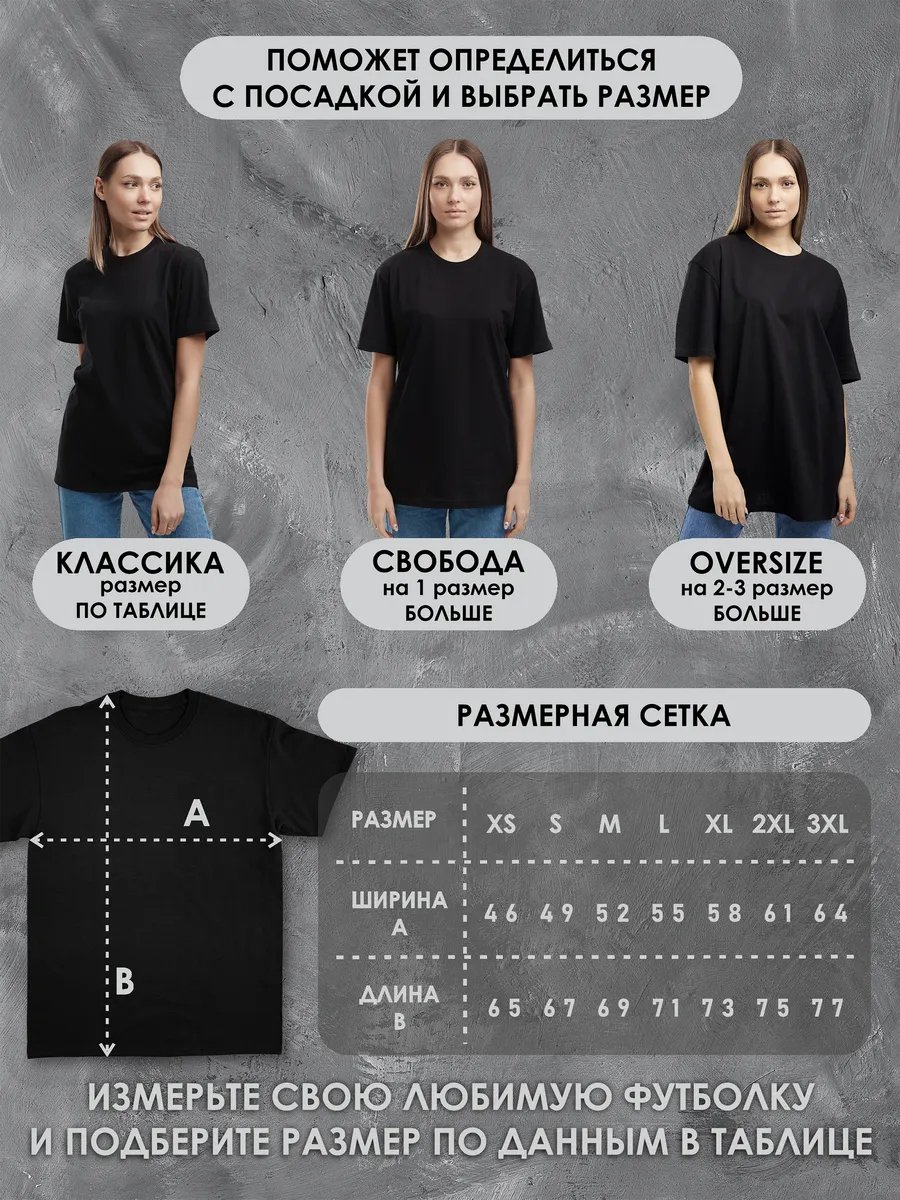 ПОМОЖЕТ ОПРЕДЕЛИТЬСЯ
С ПОСАДКОЙ И ВЫБРАТЬ РАЗМЕР
КЛАССИКА
размер
ПО ТАБЛИЦЕ
СВОБОДА
на 1 размер
БОЛЬШЕ
OVERSIZE
на 2-3 размер
БОЛЬШЕ
A
B
РАЗМЕРНАЯ СЕТКА
РАЗМЕР XS S M L XL 2XL 3XL
ШИРИНА
A
46 49 52 55 58 61 64
ДЛИНА
B
65 67 69 71 73 75 77
ИЗМЕРЬТЕ СВОЮ ЛЮБИМУЮ ФУТБОЛКУ
И ПОДБЕРИТЕ РАЗМЕР ПО ДАННЫМ В ТАБЛИЦЕ